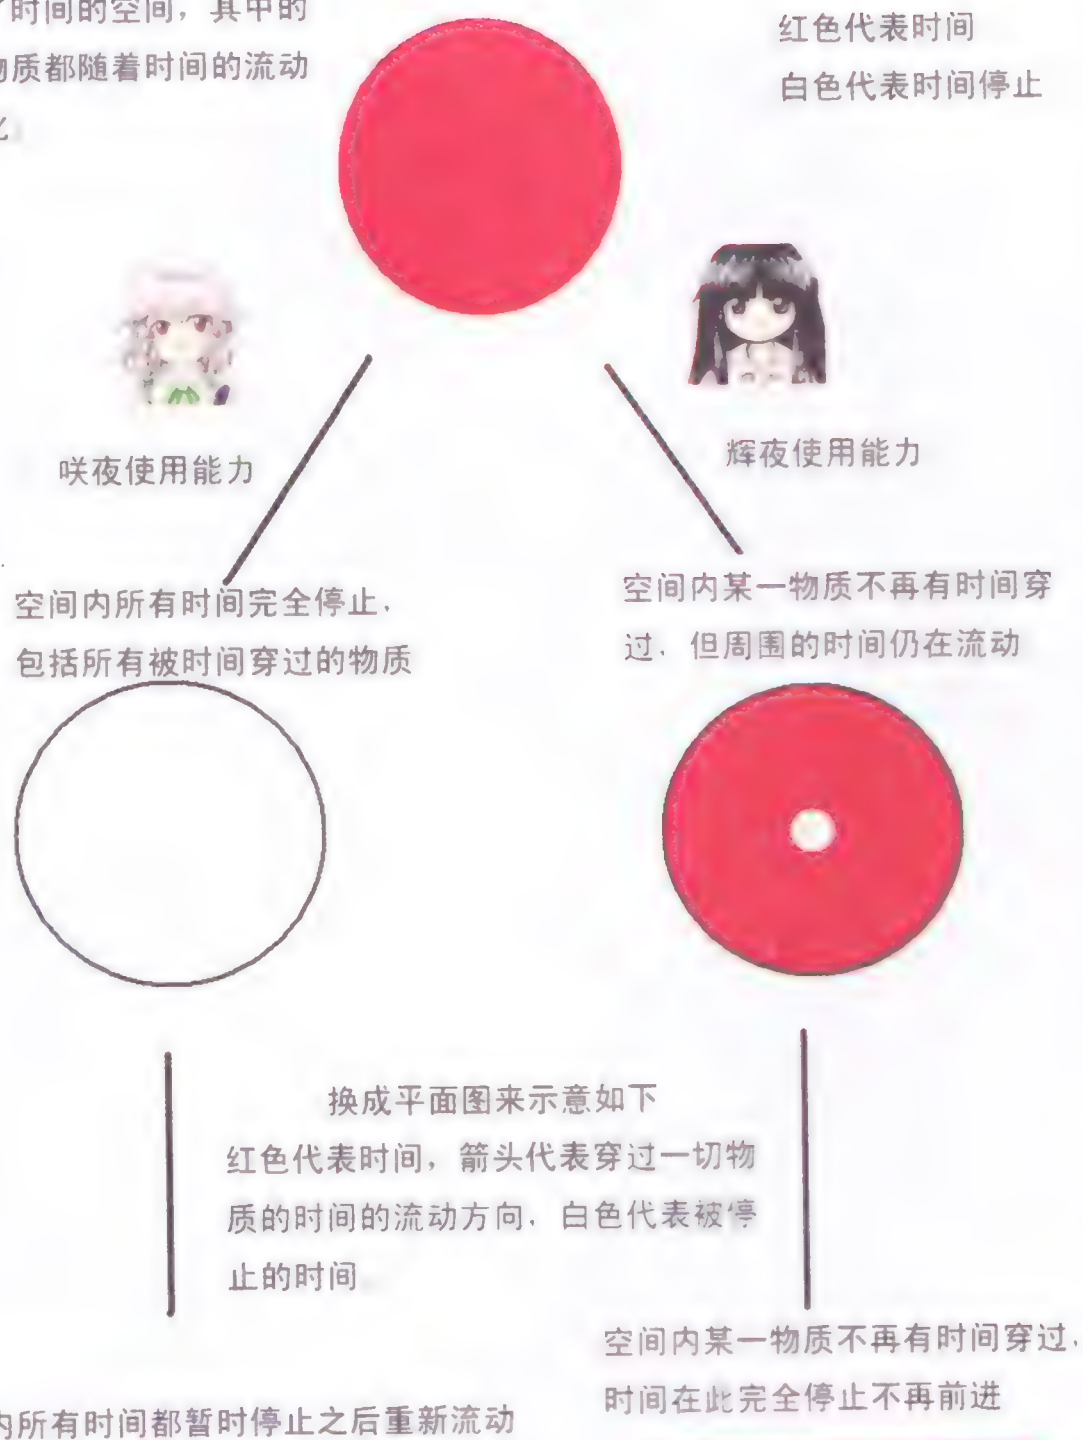 时间的空间，其中的
质都随着时间的流动
红色代表时间
白色代表时间停止
咲夜使用能力
辉夜使用能力
空间内所有时间完全停止，
包括所有被时间穿过的物质
空间内某一物质不再有时间穿
过，但周围的时间仍在流动
换成平面图来示意如下
红色代表时间，箭头代表穿过一切物
质的时间的流动方向，白色代表被停
止的时间
空间内某一物质不再有时间穿过，
时间在此完全停止不再前进
内所有时间都暂时停止之后重新流动